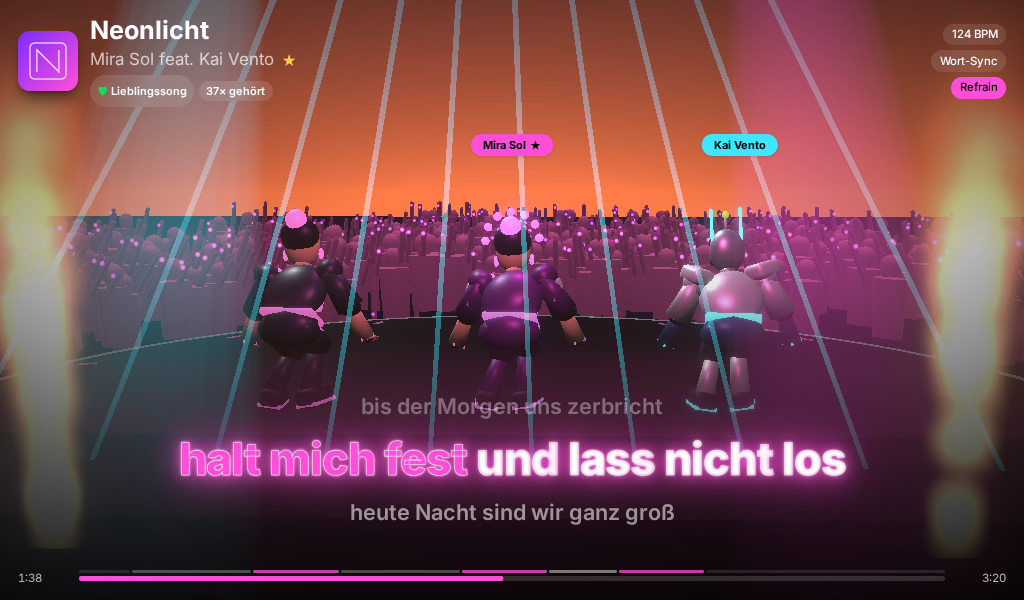 N
Neonlicht
Mira Sol feat. Kai Vento ★
Lieblingssong
37× gehört
124 BPM
Wort-Sync
Refrain
Mira Sol ★
Kai Vento
bis der Morgen uns zerbricht
halt mich fest und lass nicht los
heute Nacht sind wir ganz groß
1:38
3:20